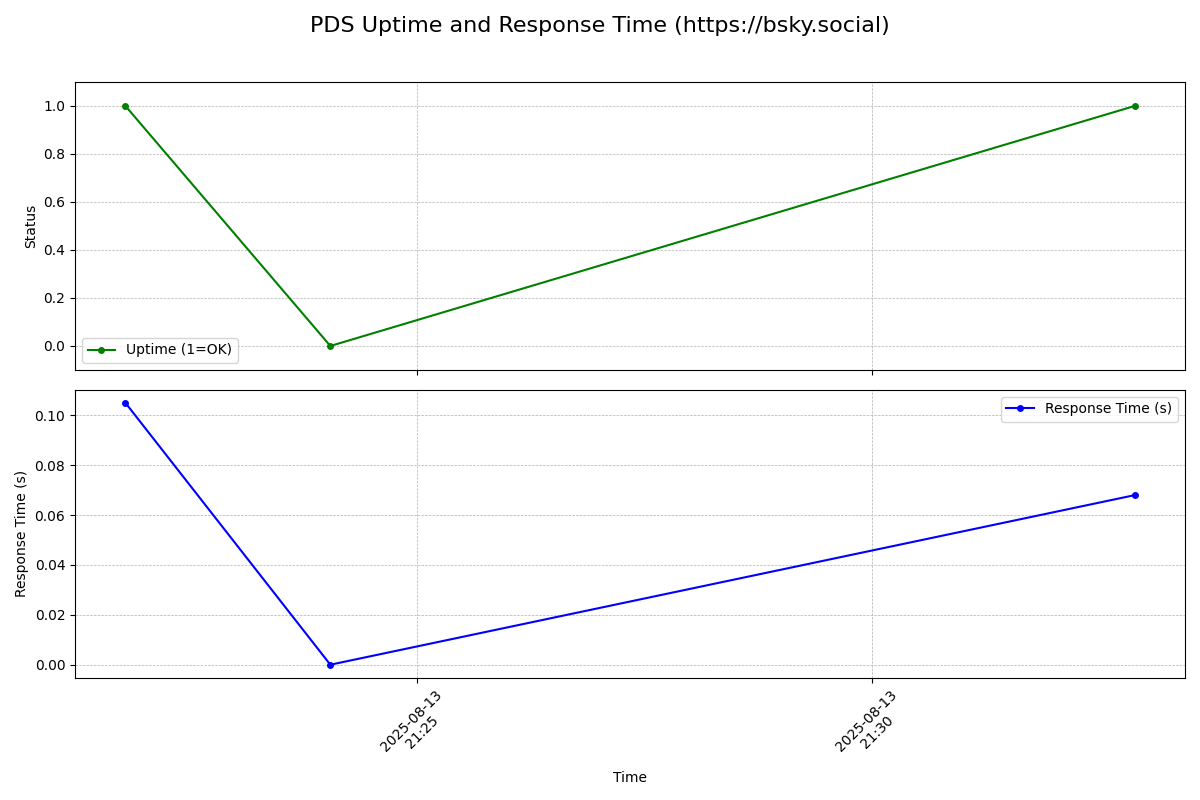 PDS Uptime and Response Time (https://bsky.social)
1.0
0.8
0.6
0.4
0.2
0.0
Status
Uptime (1=OK)
0.10
0.08
0.06
0.04
0.02
0.00
Response Time (s)
Response Time (s)
2025-08-13
21:25
2025-08-13
21:30
Time